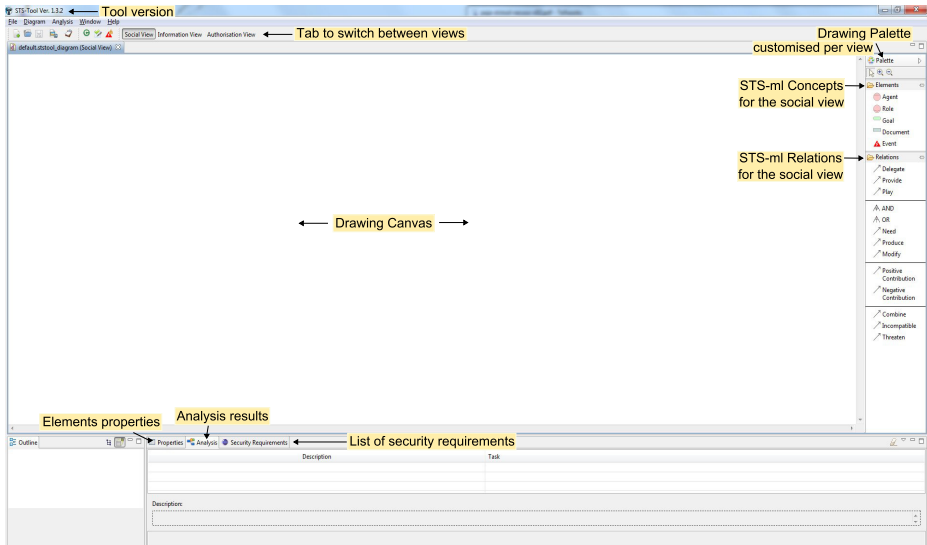 STS-Tool Ver. 1.3.2
Tool version
File Diagram Analysis Window Help
Social View Information View Authorisation View
Tab to switch between views
Drawing Palette
customised per view
default.ststool_diagram (Social View)
Palette
STS-ml Concepts
for the social view
Elements
Agent
Role
Goal
Document
Event
STS-ml Relations
for the social view
Relations
Delegate
Provide
Play
AND
OR
Need
Produce
Modify
Positive
Contribution
Negative
Contribution
Combine
Incompatible
Threaten
Drawing Canvas
Elements properties
Analysis results
List of security requirements
Outline
Properties Analysis Security Requirements
Description Task
Description: